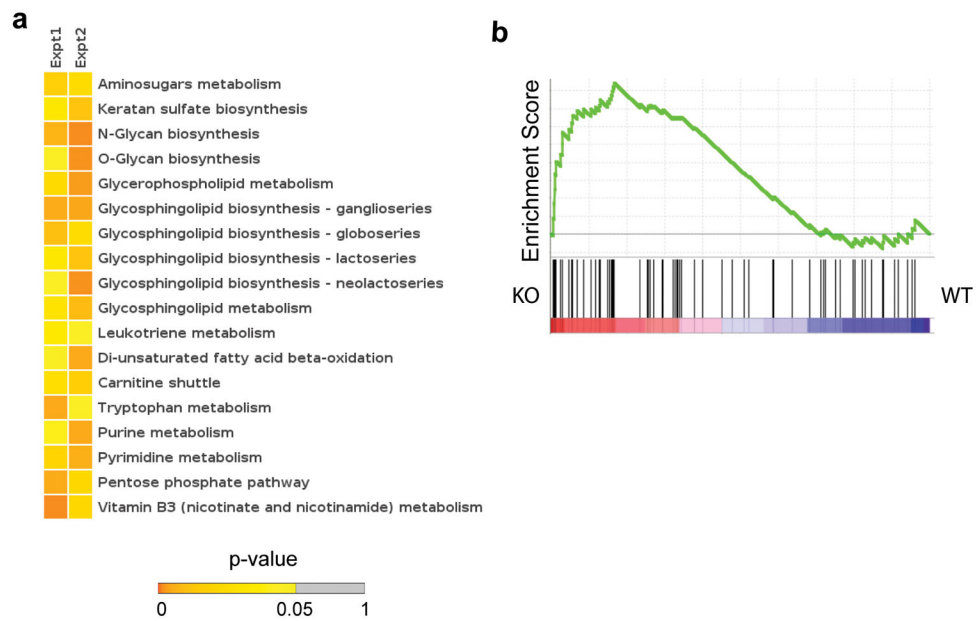 a
Expt1 Expt2
Aminosugars metabolism
Keratan sulfate biosynthesis
N-Glycan biosynthesis
O-Glycan biosynthesis
Glycerophospholipid metabolism
Glycosphingolipid biosynthesis - ganglioseries
Glycosphingolipid biosynthesis - globoseries
Glycosphingolipid biosynthesis - lactoseries
Glycosphingolipid biosynthesis - neolactoseries
Glycosphingolipid metabolism
Leukotriene metabolism
Di-unsaturated fatty acid beta-oxidation
Carnitine shuttle
Tryptophan metabolism
Purine metabolism
Pyrimidine metabolism
Pentose phosphate pathway
Vitamin B3 (nicotinate and nicotinamide) metabolism
p-value
0 0.05 1
b
Enrichment Score
KO WT